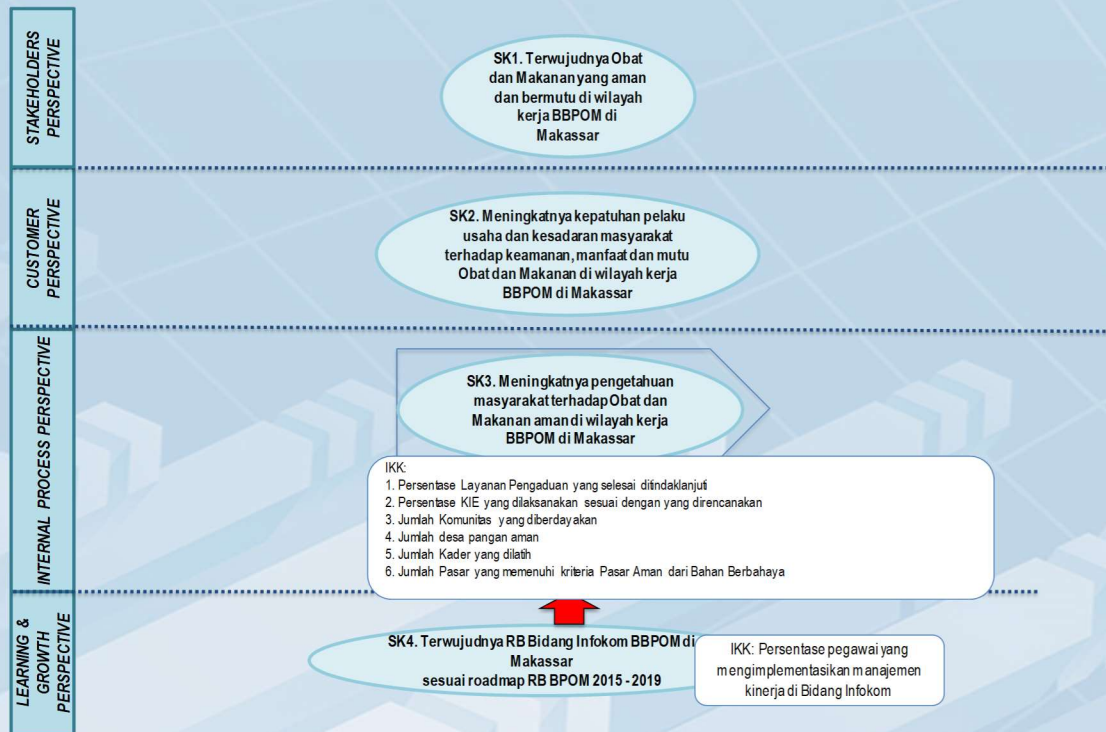 STAKEHOLDERS
PERSPECTIVE
SK1. Terwujudnya Obat
dan Makanan yang aman
dan bermutu di wilayah
kerja BBPOM di
Makassar
CUSTOMER
PERSPECTIVE
SK2. Meningkatnya kepatuhan pelaku
usaha dan kesadaran masyarakat
terhadap keamanan, manfaat dan mutu
Obat dan Makanan di wilayah kerja
BBPOM di Makassar
INTERNAL PROCESS PERSPECTIVE
SK3. Meningkatnya pengetahuan
masyarakat terhadap Obat dan
Makanan aman di wilayah kerja
BBPOM di Makassar
IKK:
1. Persentase Layanan Pengaduan yang selesai ditindaklanjuti
2. Persentase KIE yang dilaksanakan sesuai dengan yang direncanakan
3. Jumlah Komunitas yang diberdayakan
4. Jumlah desa pangan aman
5. Jumlah Kader yang dilatih
6. Jumlah Pasar yang memenuhi kriteria Pasar Aman dari Bahan Berbahaya
LEARNING &
GROWTH
PERSPECTIVE
SK4. Terwujudnya RB Bidang Infokom BBPOM di
Makassar
sesuai roadmap RB BPOM 2015 - 2019
IKK: Persentase pegawai yang
mengimplementasikan manajemen
kinerja di Bidang Infokom